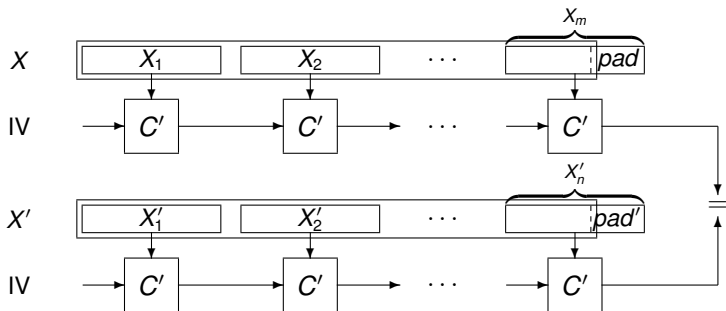 X_m
X X_1 X_2 ··· pad
IV C′ C′ ··· C′
X′_n
=
X′ X′_1 X′_2 ··· pad′
IV C′ C′ ··· C′